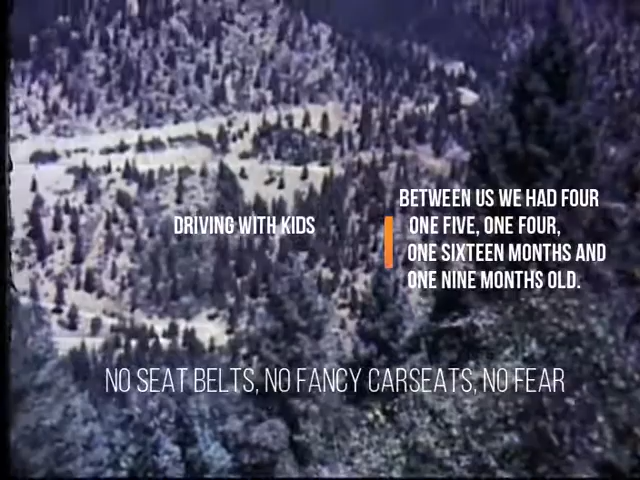 DRIVING WITH KIDS
BETWEEN US WE HAD FOUR
ONE FIVE, ONE FOUR,
ONE SIXTEEN MONTHS AND
ONE NINE MONTHS OLD.
NO SEAT BELTS, NO FANCY CARSEATS, NO FEAR